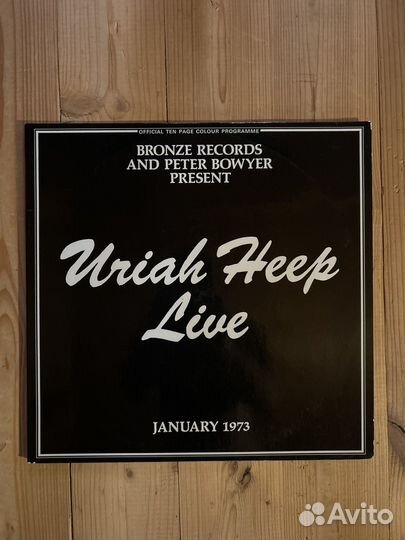 OFFICIAL TEN PAGE COLOUR PROGRAMME
BRONZE RECORDS
AND PETER BOWYER
PRESENT
Uriah Heep
Live
JANUARY 1973
Avito